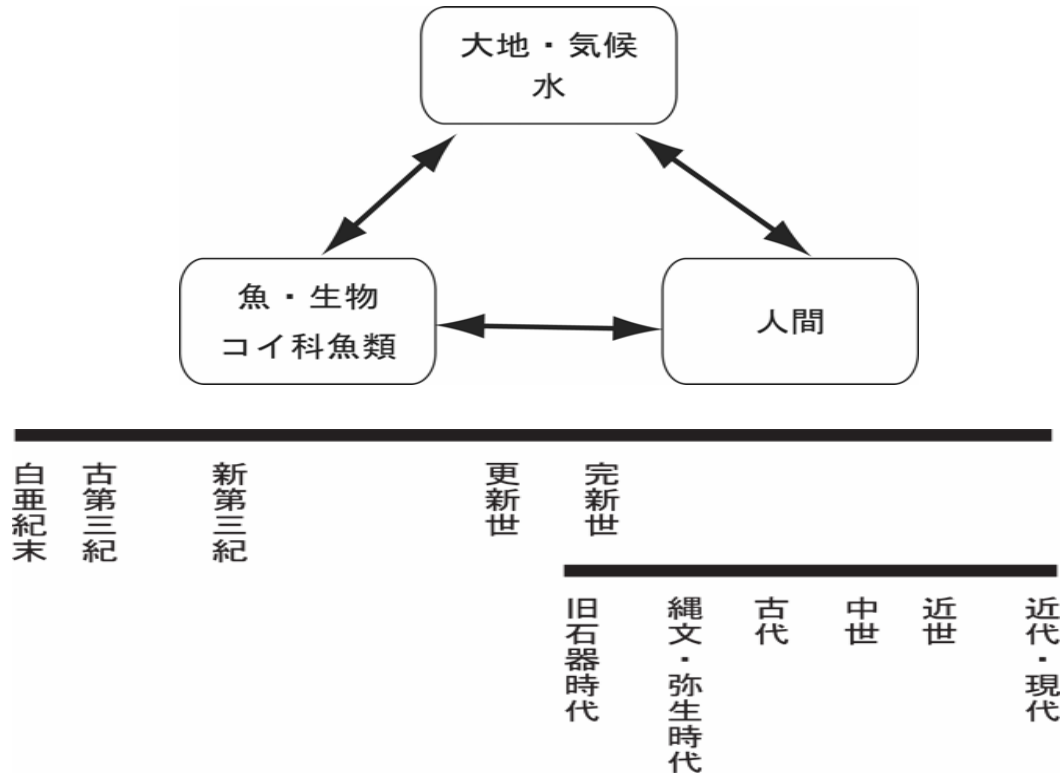 大地・気候
水
魚・生物
コイ科魚類
人間
白亜紀末
古第三紀
新第三紀
更新世
完新世
旧石器時代
縄文・弥生時代
古代
中世
近世
近代・現代